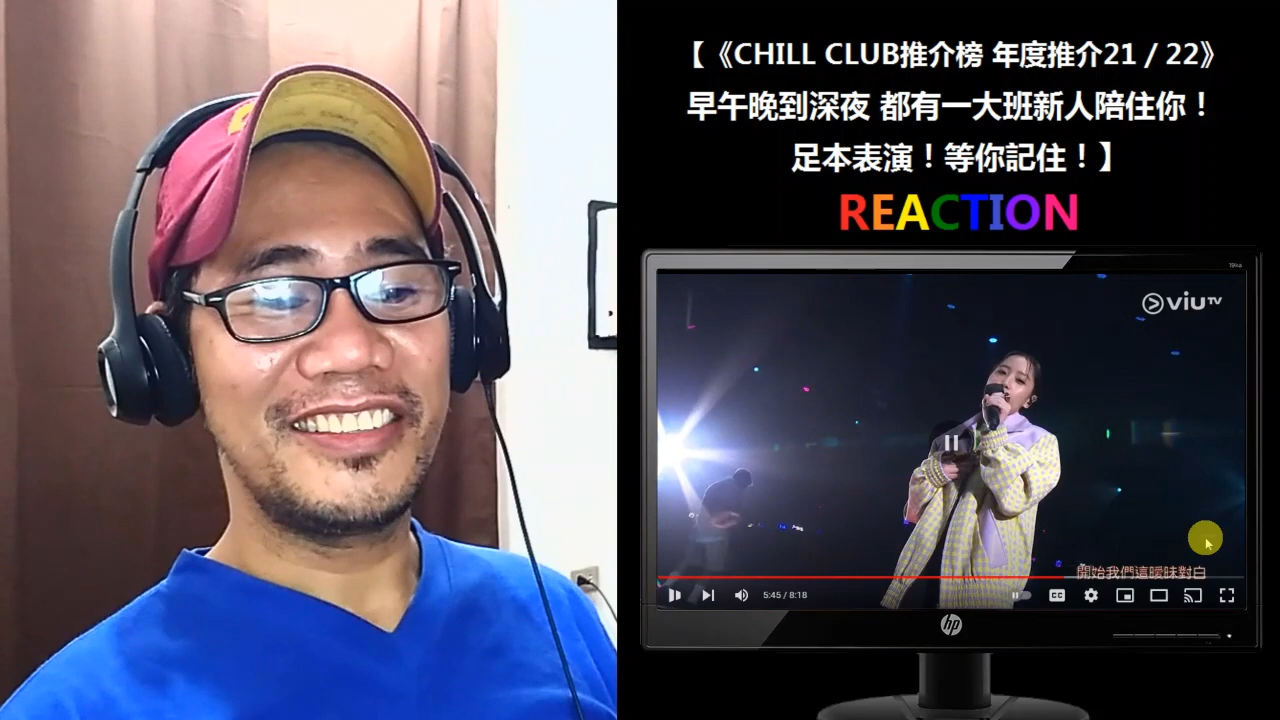 【《CHILL CLUB推介榜 年度推介21 / 22》
早午晚到深夜 都有一大班新人陪住你！
足本表演！等你記住！】
REACTION
viuTV
開始我們這曖昧對白
5:45 / 8:18
CC
hp